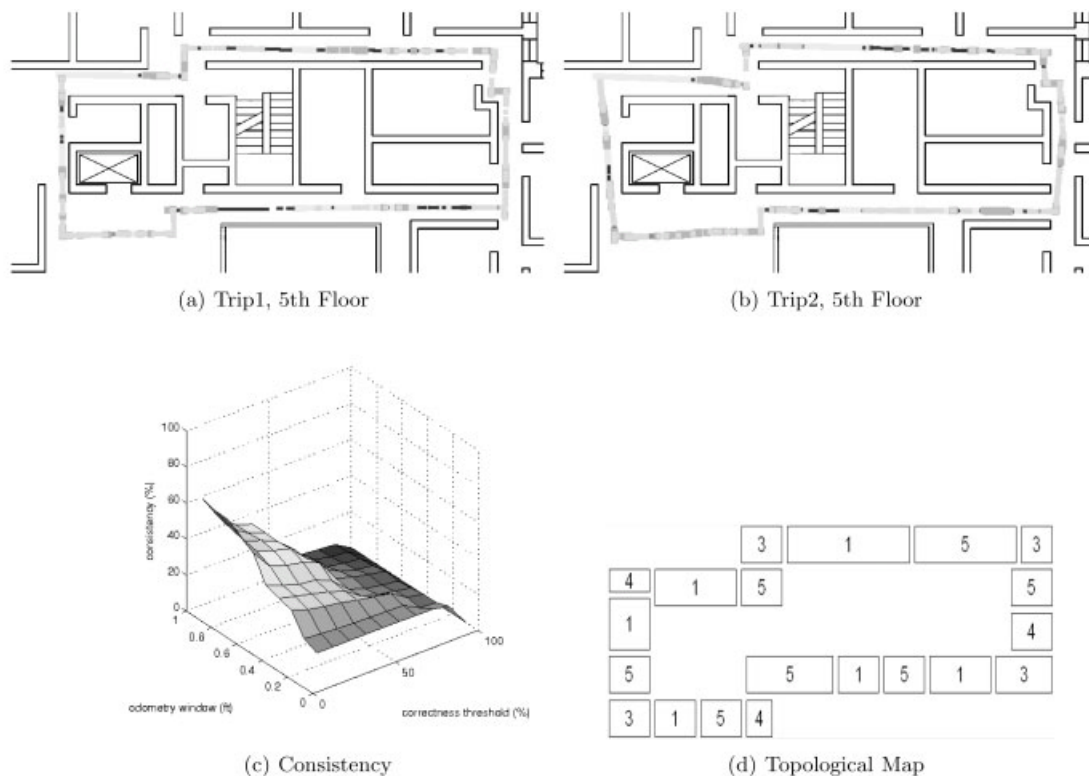 (a) Trip1, 5th Floor
(b) Trip2, 5th Floor
100
80
60
40
20
0
consistency (%)
1
0.8
0.6
0.4
0.2
0
odometry window (ft)
0
50
100
correctness threshold (%)
3 1 5 3
4 1 5 5
1 4
5 5 1 5 1 3
3 1 5 4
(c) Consistency
(d) Topological Map